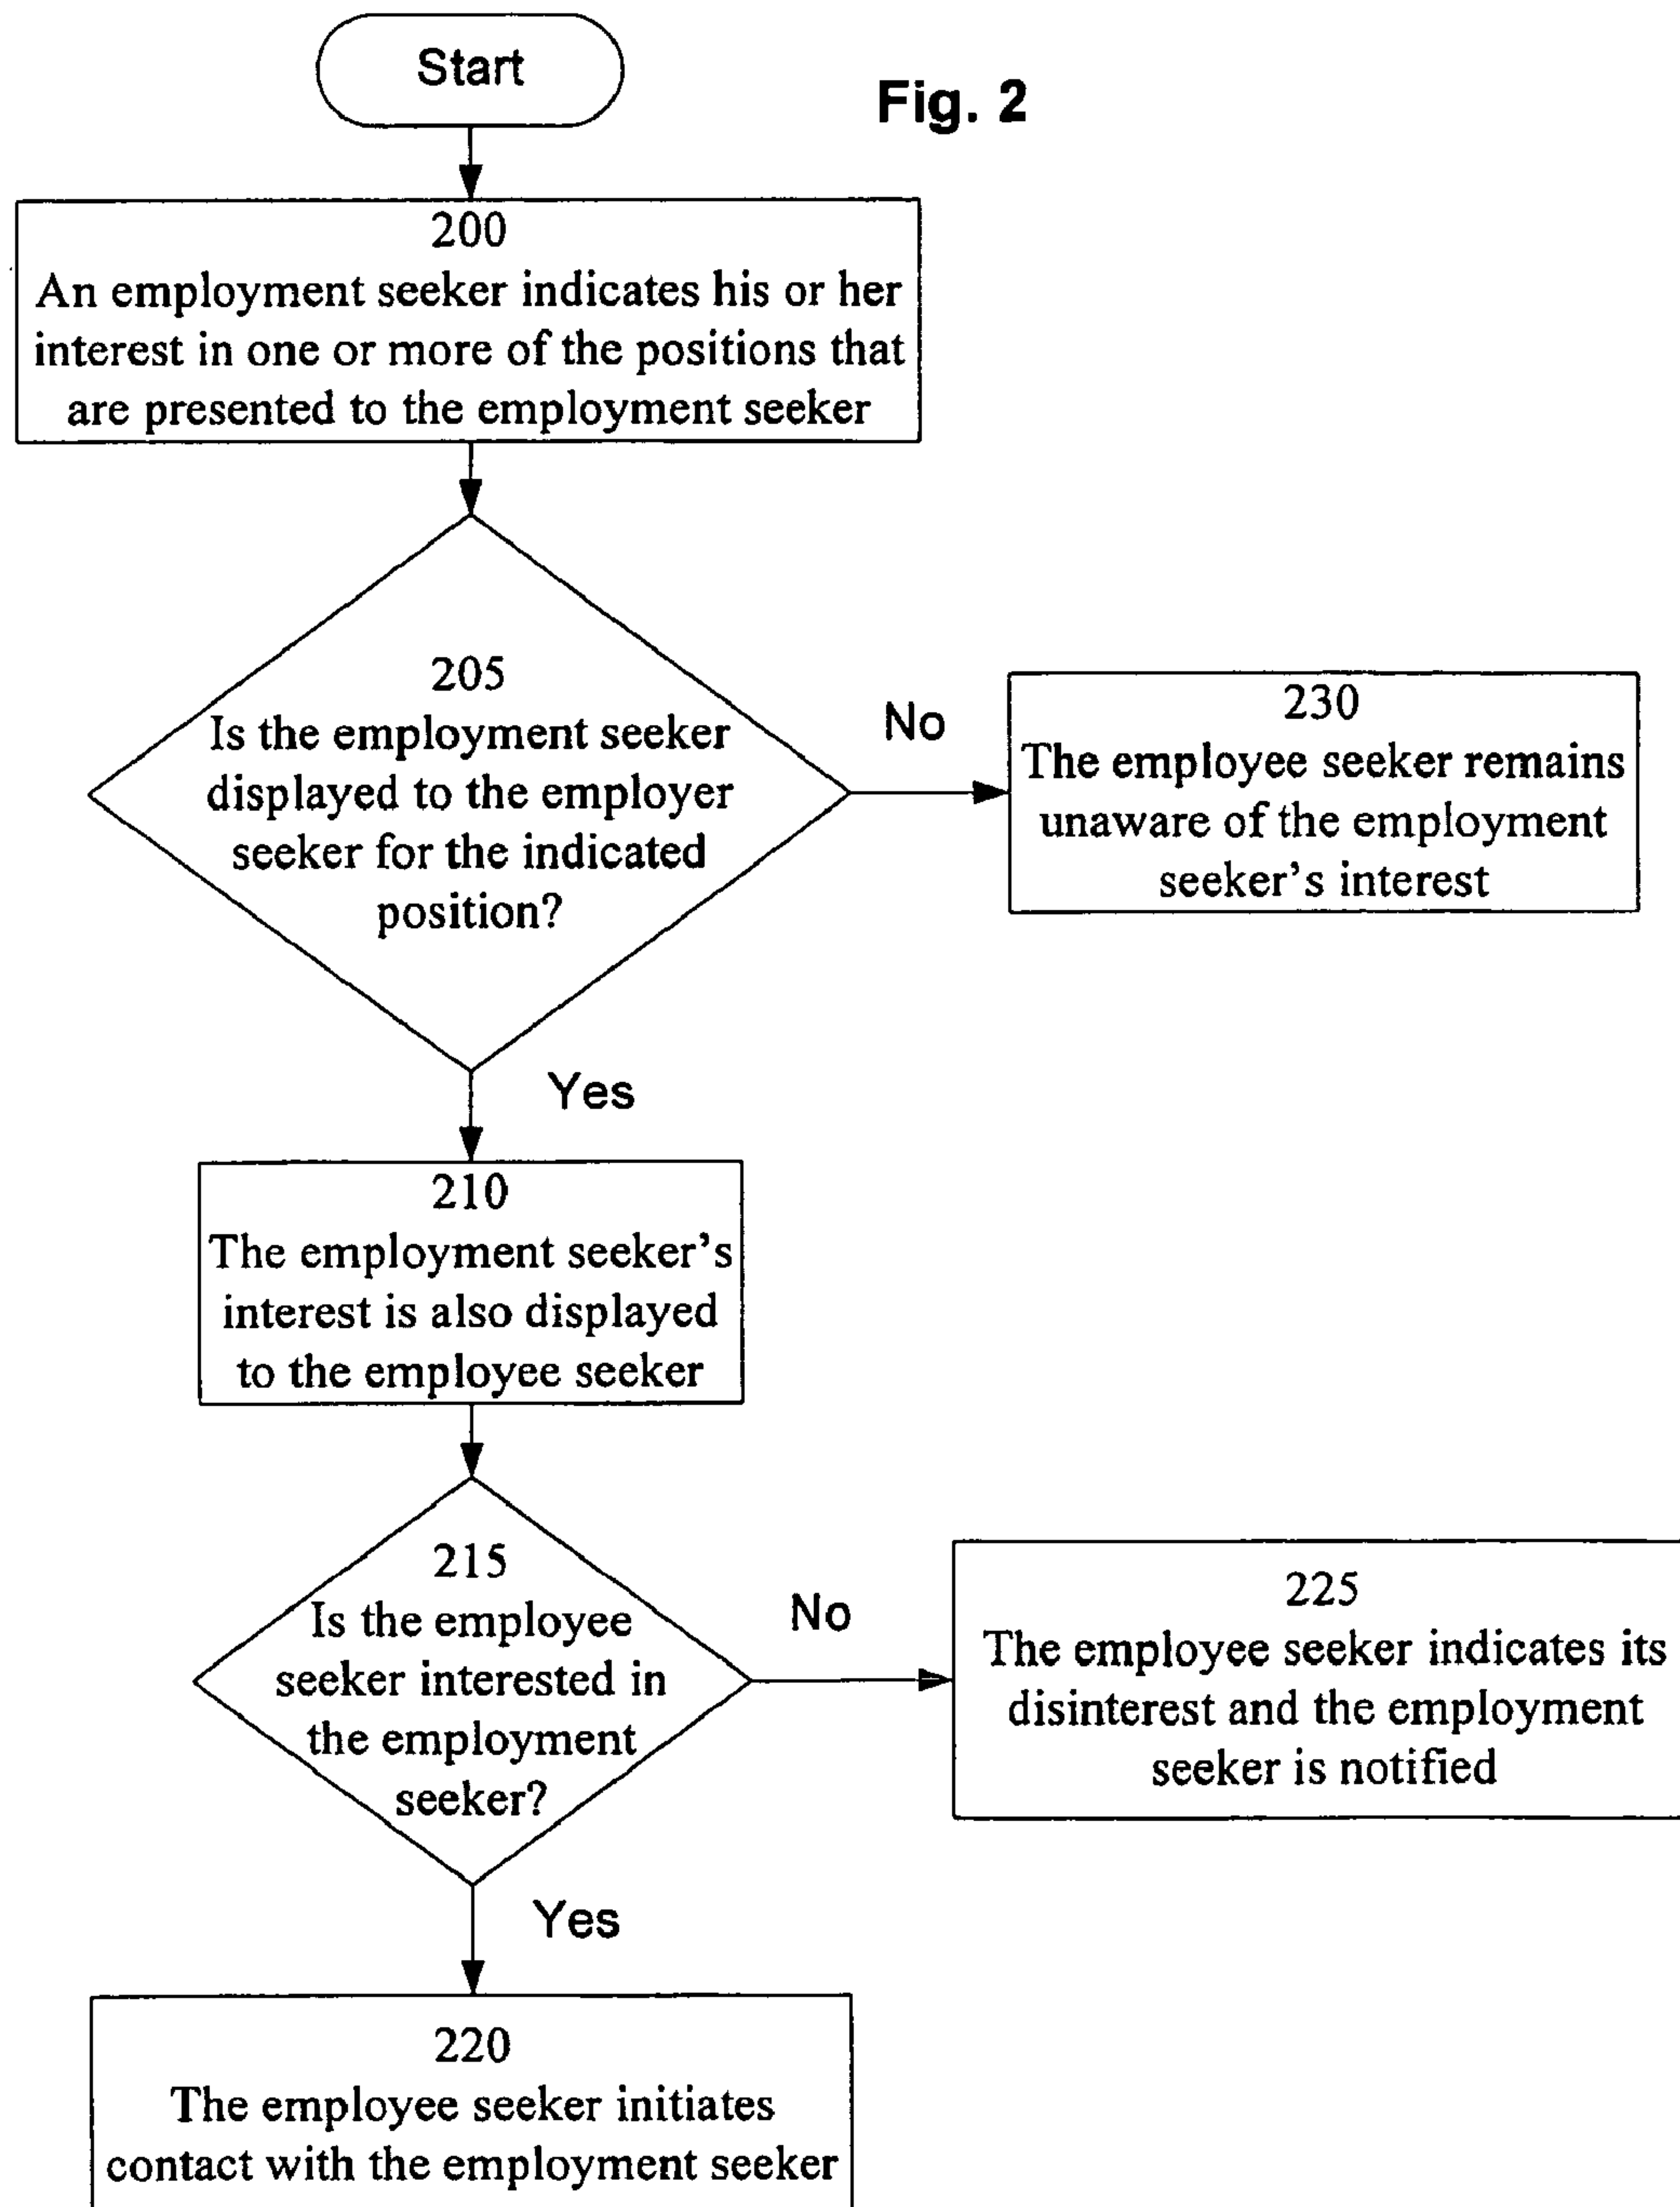 Start
Fig. 2
200
An employment seeker indicates his or her
interest in one or more of the positions that
are presented to the employment seeker
205
Is the employment seeker
displayed to the employer
seeker for the indicated
position?
No
230
The employee seeker remains
unaware of the employment
seeker’s interest
Yes
210
The employment seeker’s
interest is also displayed
to the employee seeker
215
Is the employee
seeker interested in
the employment
seeker?
No
225
The employee seeker indicates its
disinterest and the employment
seeker is notified
Yes
220
The employee seeker initiates
contact with the employment seeker